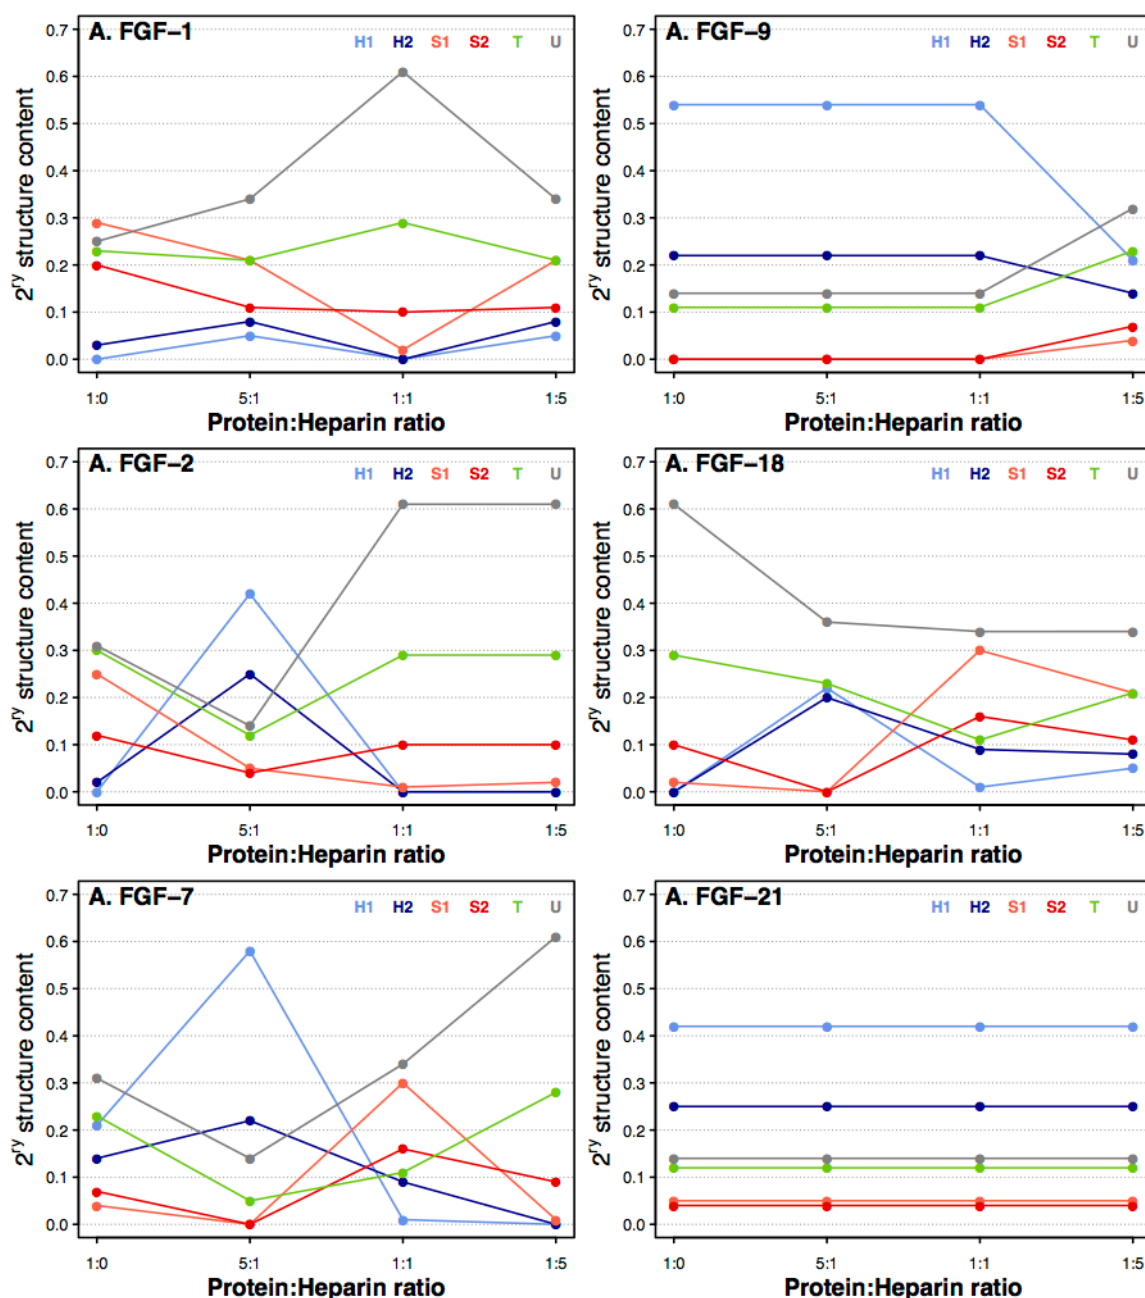 A. FGF–1
H1 H2 S1 S2 T U
2ry structure content
0.7
0.6
0.5
0.4
0.3
0.2
0.1
0.0
1:0 5:1 1:1 1:5
Protein:Heparin ratio
A. FGF–9
H1 H2 S1 S2 T U
2ry structure content
0.7
0.6
0.5
0.4
0.3
0.2
0.1
0.0
1:0 5:1 1:1 1:5
Protein:Heparin ratio
A. FGF–2
H1 H2 S1 S2 T U
2ry structure content
0.7
0.6
0.5
0.4
0.3
0.2
0.1
0.0
1:0 5:1 1:1 1:5
Protein:Heparin ratio
A. FGF–18
H1 H2 S1 S2 T U
2ry structure content
0.7
0.6
0.5
0.4
0.3
0.2
0.1
0.0
1:0 5:1 1:1 1:5
Protein:Heparin ratio
A. FGF–7
H1 H2 S1 S2 T U
2ry structure content
0.7
0.6
0.5
0.4
0.3
0.2
0.1
0.0
1:0 5:1 1:1 1:5
Protein:Heparin ratio
A. FGF–21
H1 H2 S1 S2 T U
2ry structure content
0.7
0.6
0.5
0.4
0.3
0.2
0.1
0.0
1:0 5:1 1:1 1:5
Protein:Heparin ratio